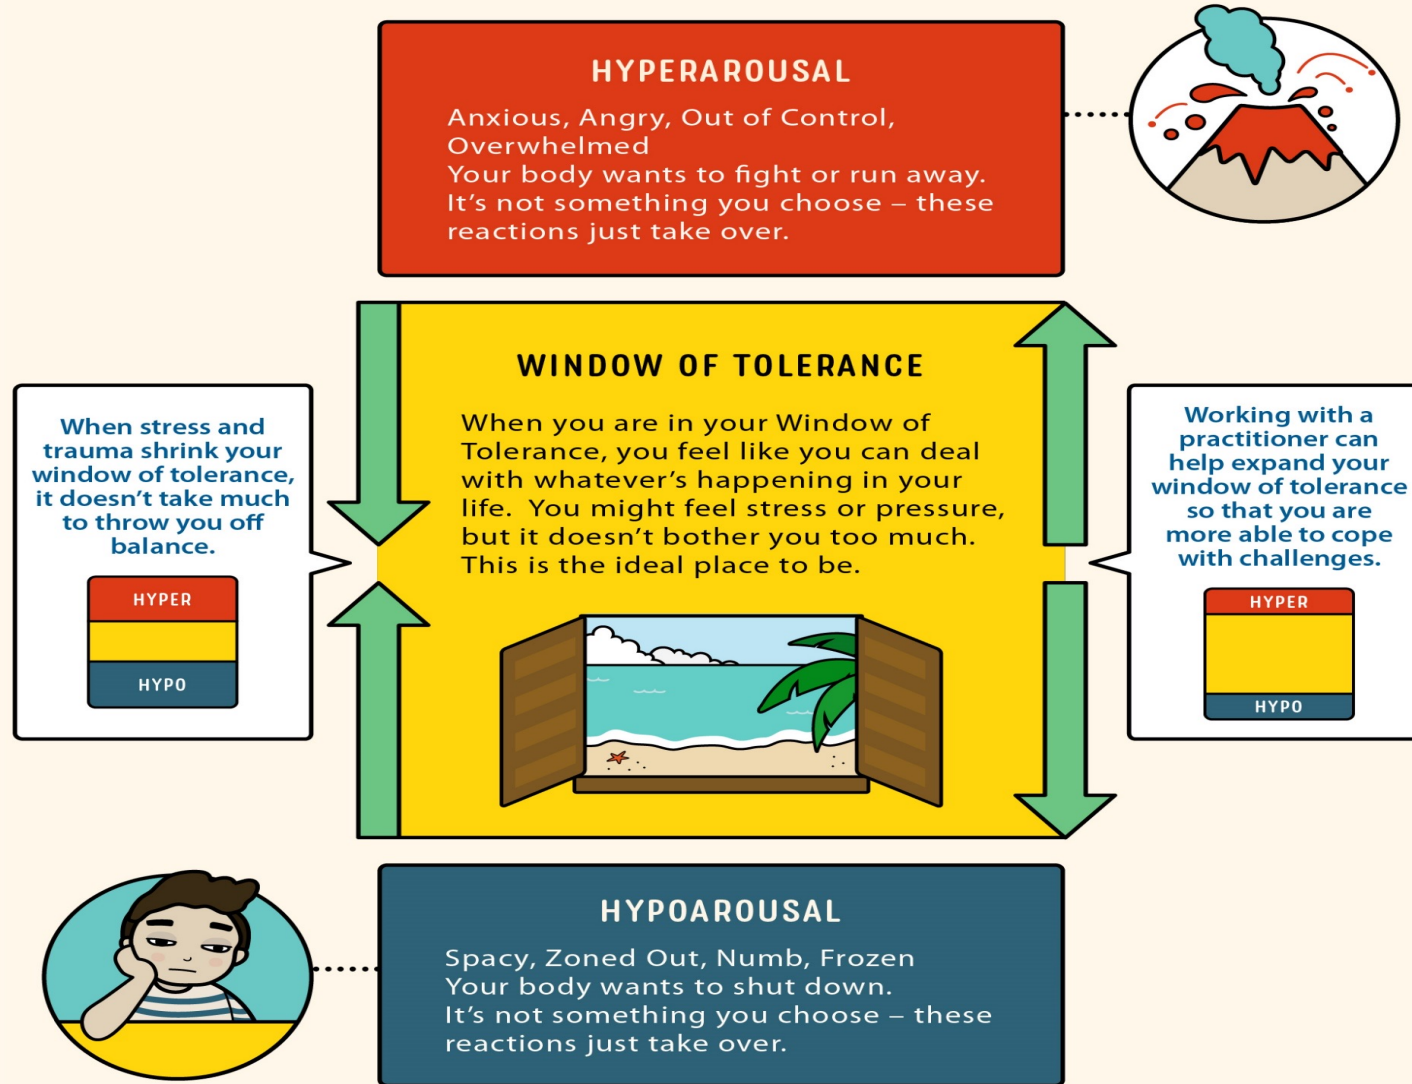 HYPERAROUSAL
Anxious, Angry, Out of Control,
Overwhelmed
Your body wants to fight or run away.
It’s not something you choose – these
reactions just take over.
When stress and
trauma shrink your
window of tolerance,
it doesn’t take much
to throw you off
balance.
HYPER
HYPO
WINDOW OF TOLERANCE
When you are in your Window of
Tolerance, you feel like you can deal
with whatever’s happening in your
life.  You might feel stress or pressure,
but it doesn’t bother you too much.
This is the ideal place to be.
Working with a
practitioner can
help expand your
window of tolerance
so that you are
more able to cope
with challenges.
HYPER
HYPO
HYPOAROUSAL
Spacy, Zoned Out, Numb, Frozen
Your body wants to shut down.
It’s not something you choose – these
reactions just take over.